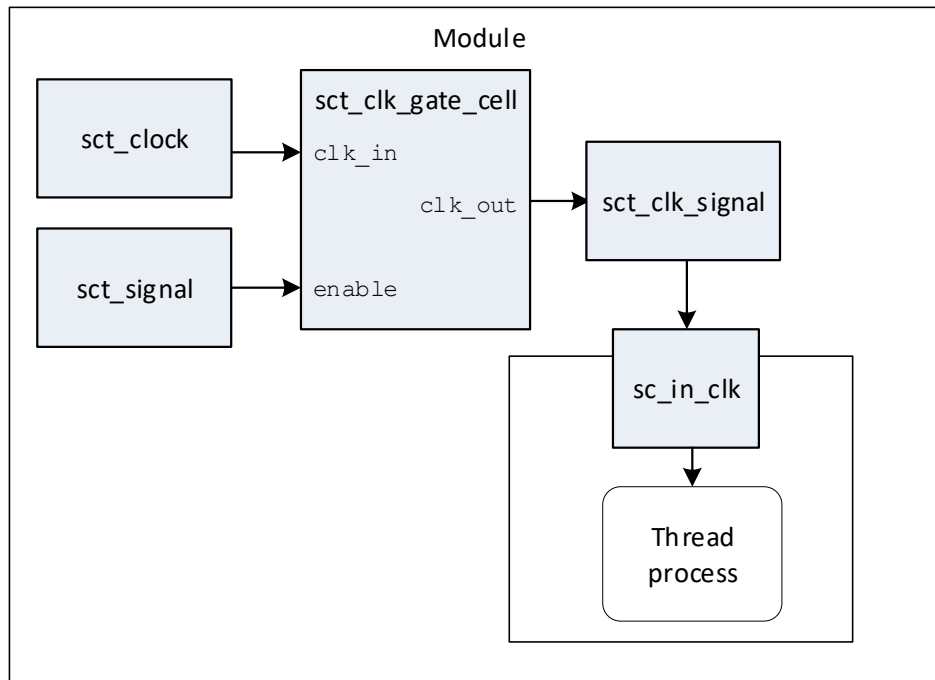 Module
sct_clock
sct_clk_gate_cell
clk_in
clk_out
enable
sct_signal
sct_clk_signal
sc_in_clk
Thread
process